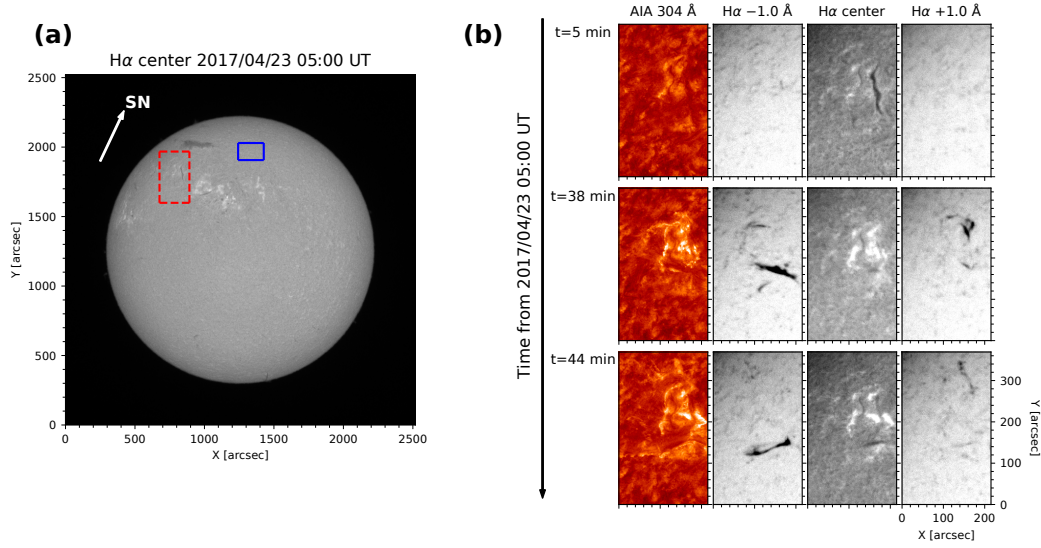 (a)
Hα center 2017/04/23 05:00 UT
SN
2500
2000
1500
1000
500
0
Y [arcsec]
0 500 1000 1500 2000 2500
X [arcsec]
(b)
AIA 304 Å Hα −1.0 Å Hα center Hα +1.0 Å
Time from 2017/04/23 05:00 UT
t=5 min
t=38 min
t=44 min
300
200
100
0
Y [arcsec]
0 100 200
X [arcsec]